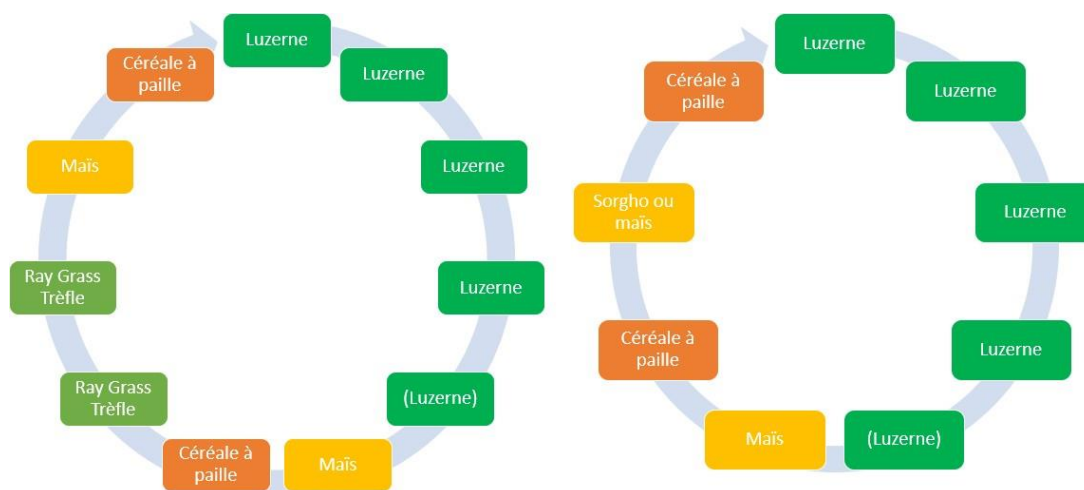 Luzerne
Luzerne
Luzerne
Luzerne
(Luzerne)
Maïs
Céréale à
paille
Ray Grass
Trèfle
Ray Grass
Trèfle
Maïs
Céréale à
paille
Luzerne
Luzerne
Luzerne
Luzerne
(Luzerne)
Maïs
Céréale à
paille
Sorgho ou
maïs
Céréale à
paille